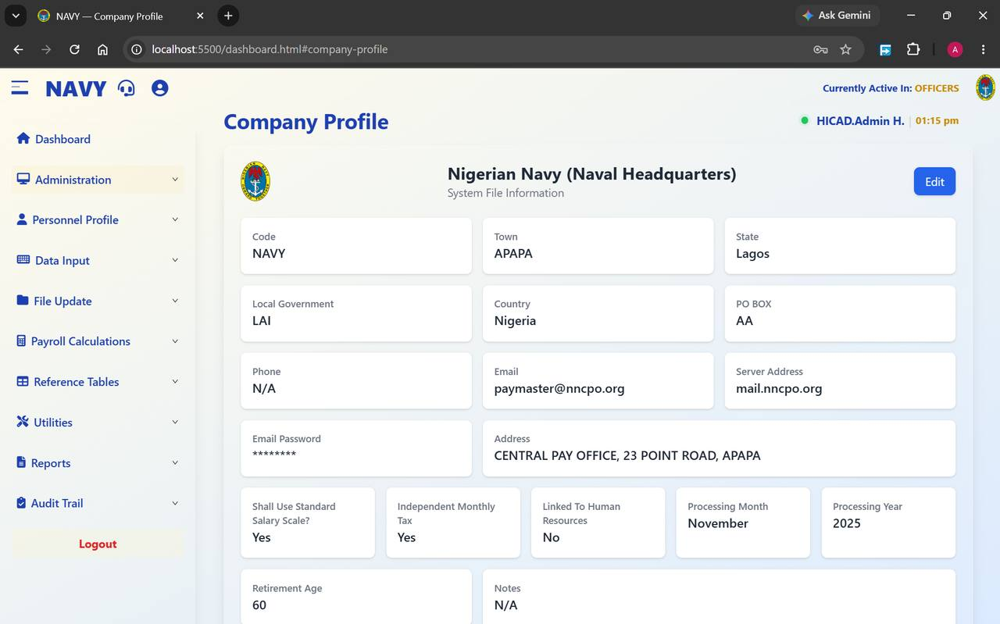 NAVY — Company Profile
Ask Gemini
localhost:5500/dashboard.html#company-profile
A
NAVY
Currently Active In: OFFICERS
Company Profile
HICAD.Admin H. | 01:15 pm
Dashboard
Administration
Personnel Profile
Data Input
File Update
Payroll Calculations
Reference Tables
Utilities
Reports
Audit Trail
Logout
Nigerian Navy (Naval Headquarters)
System File Information
Edit
Code
NAVY
Town
APAPA
State
Lagos
Local Government
LAI
Country
Nigeria
PO BOX
AA
Phone
N/A
Email
paymaster@nncpo.org
Server Address
mail.nncpo.org
Email Password
********
Address
CENTRAL PAY OFFICE, 23 POINT ROAD, APAPA
Shall Use Standard
Salary Scale?
Yes
Independent Monthly
Tax
Yes
Linked To Human
Resources
No
Processing Month
November
Processing Year
2025
Retirement Age
60
Notes
N/A